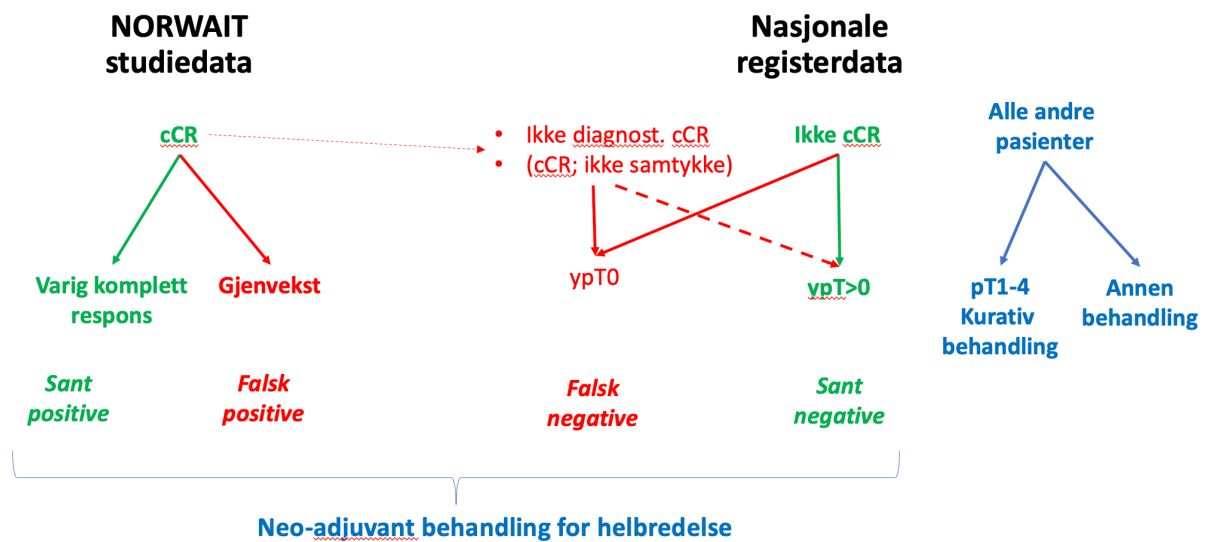 NORWAIT
studiedata
Nasjonale
registerdata
cCR
• Ikke diagnost. cCR
• (cCR; ikke samtykke)
Ikke cCR
Alle andre
pasienter
Varig komplett
respons
Gjenvekst
ypT0
ypT>0
pT1-4
Kurativ
behandling
Annen
behandling
Sant
positive
Falsk
positive
Falsk
negative
Sant
negative
Neo-adjuvant behandling for helbredelse